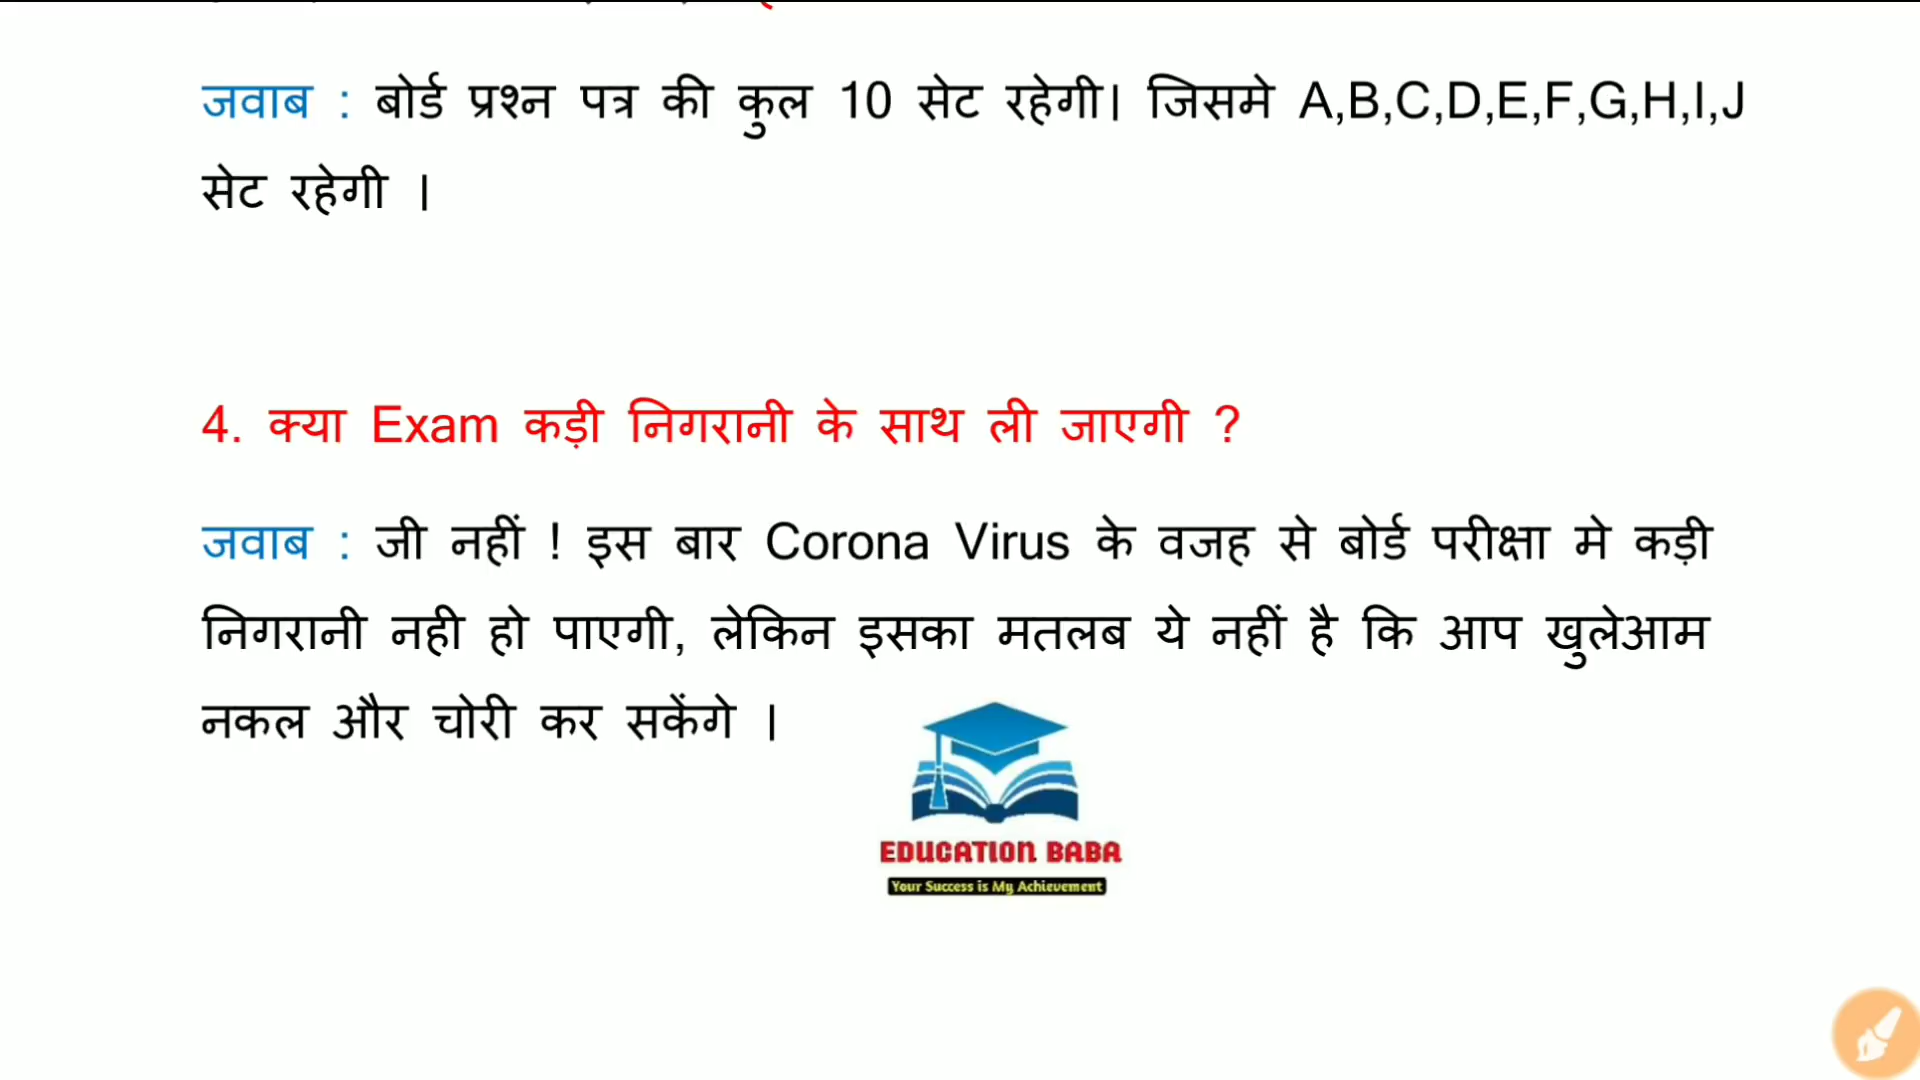 जवाब : बोर्ड प्रश्न पत्र की कुल 10 सेट रहेगी। जिसमे A,B,C,D,E,F,G,H,I,J
सेट रहेगी ।
4. क्या Exam कड़ी निगरानी के साथ ली जाएगी ?
जवाब : जी नहीं ! इस बार Corona Virus के वजह से बोर्ड परीक्षा मे कड़ी
निगरानी नही हो पाएगी, लेकिन इसका मतलब ये नहीं है कि आप खुलेआम
नकल और चोरी कर सकेंगे ।
EDUCATION BABA
Your Success is My Achievement